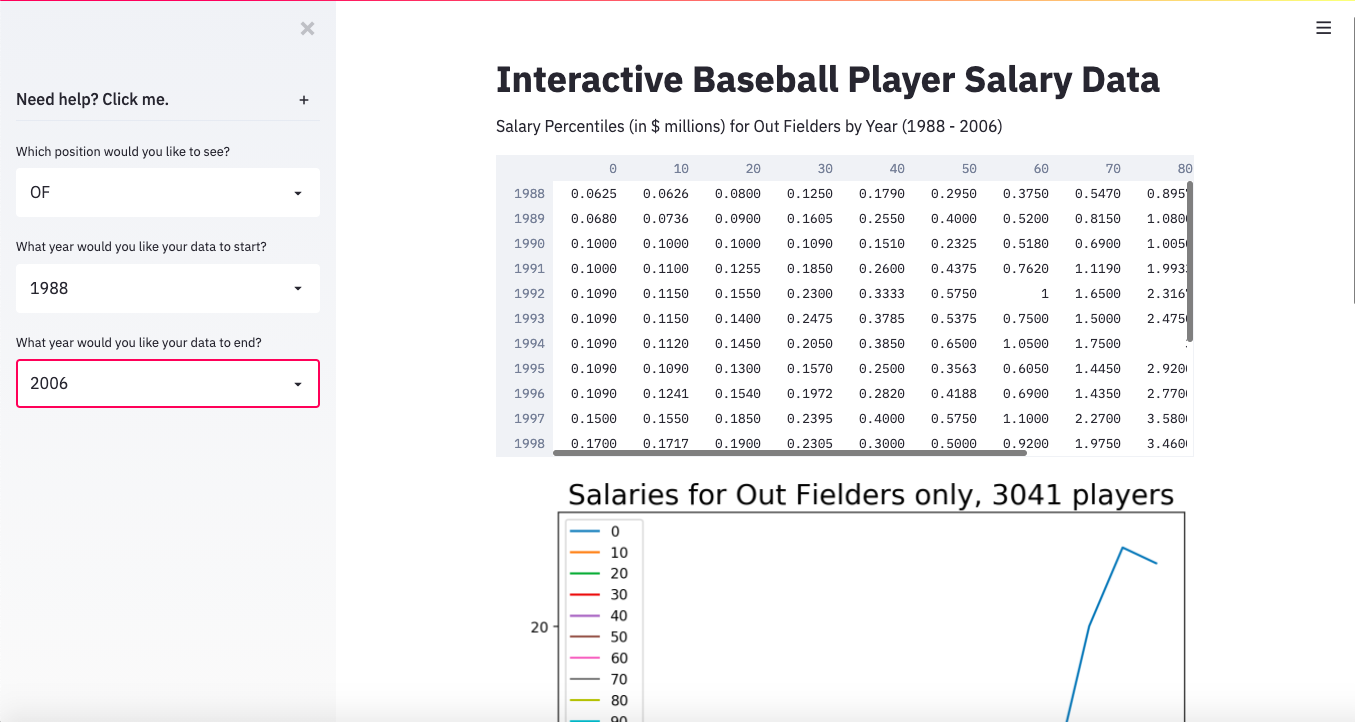 Need help? Click me. +
Which position would you like to see?
OF
What year would you like your data to start?
1988
What year would you like your data to end?
2006
Interactive Baseball Player Salary Data
Salary Percentiles (in $ millions) for Out Fielders by Year (1988 - 2006)
0 10 20 30 40 50 60 70 80
1988 0.0625 0.0626 0.0800 0.1250 0.1790 0.2950 0.3750 0.5470 0.895
1989 0.0680 0.0736 0.0900 0.1605 0.2550 0.4000 0.5200 0.8150 1.080
1990 0.1000 0.1000 0.1000 0.1090 0.1510 0.2325 0.5180 0.6900 1.005
1991 0.1000 0.1100 0.1255 0.1850 0.2600 0.4375 0.7620 1.1190 1.993
1992 0.1090 0.1150 0.1550 0.2300 0.3333 0.5750 1 1.6500 2.316
1993 0.1090 0.1150 0.1400 0.2475 0.3785 0.5375 0.7500 1.5000 2.475
1994 0.1090 0.1120 0.1450 0.2050 0.3850 0.6500 1.0500 1.7500
1995 0.1090 0.1090 0.1300 0.1570 0.2500 0.3563 0.6050 1.4450 2.920
1996 0.1090 0.1241 0.1540 0.1972 0.2820 0.4188 0.6900 1.4350 2.770
1997 0.1500 0.1550 0.1850 0.2395 0.4000 0.5750 1.1000 2.2700 3.580
1998 0.1700 0.1717 0.1900 0.2305 0.3000 0.5000 0.9200 1.9750 3.460
Salaries for Out Fielders only, 3041 players
0
10
20
30
40
20
50
60
70
80
90